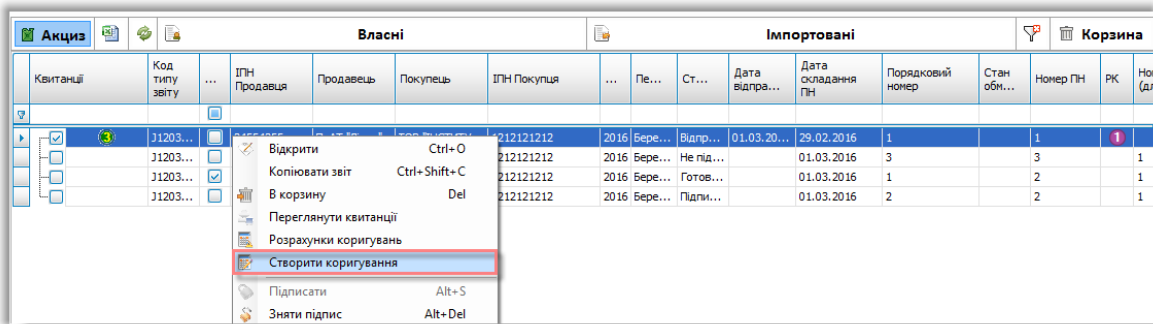 Акциз Власні Імпортовані Корзина
Квитанції Код типу звіту ... ІПН Продавця Продавець Покупець ІПН Покупця ... Пе... Ст... Дата відпра... Дата складання ПН Порядковий номер Стан обм... Номер ПН РК
3 J1203... 1212121212 2016 Бере... Відпр... 01.03.20... 29.02.2016 1 1 1
J1203... 2016 Бере... Не під... 01.03.2016 3 3 1
J1203... 2016 Бере... Готов... 01.03.2016 1 2 1
J1203... 2016 Бере... Підпи... 01.03.2016 2 2 1
Відкрити Ctrl+O
Копіювати звіт Ctrl+Shift+C
В корзину Del
Переглянути квитанції
Розрахунки коригувань
Створити коригування
Підписати Alt+S
Зняти підпис Alt+Del